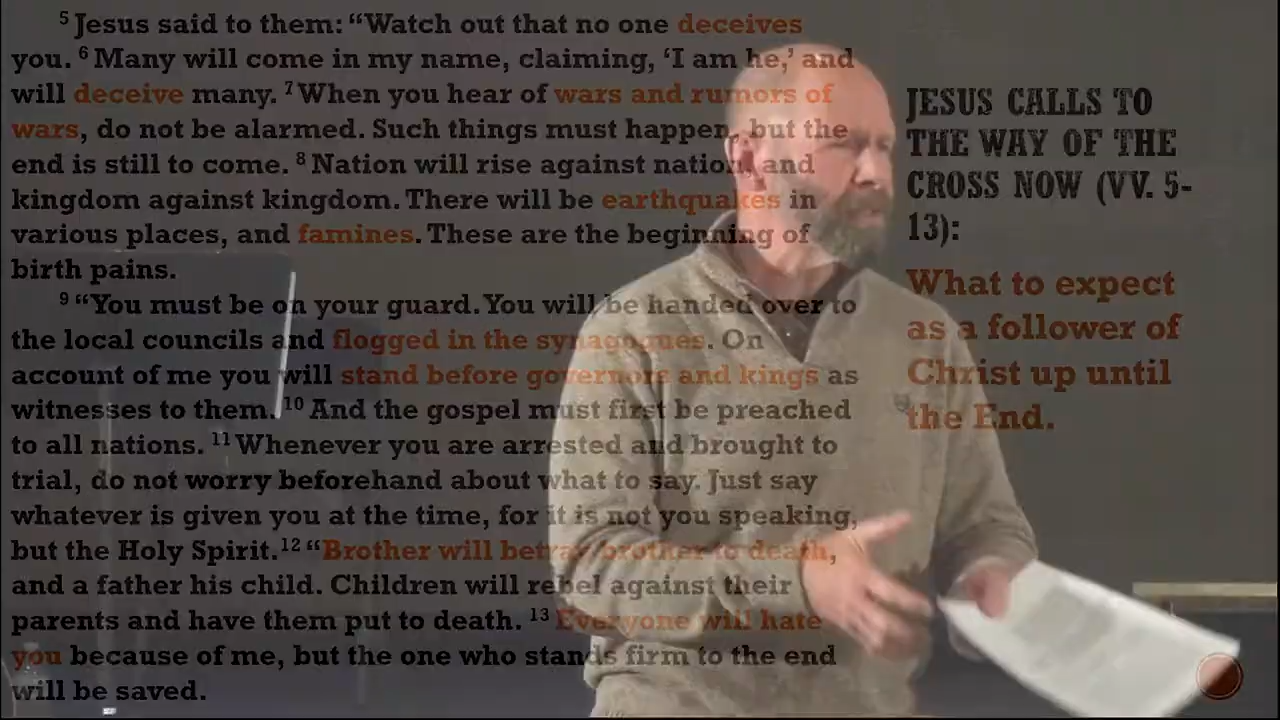 5 Jesus said to them: “Watch out that no one deceives
you. 6 Many will come in my name, claiming, ‘I am he,’ and
will deceive many. 7 When you hear of wars and rumors of
wars, do not be alarmed. Such things must happen, but the
end is still to come. 8 Nation will rise against nation, and
kingdom against kingdom. There will be earthquakes in
various places, and famines. These are the beginning of
birth pains.
9 “You must be on your guard. You will be handed over to
the local councils and flogged in the synagogues. On
account of me you will stand before governors and kings as
witnesses to them. 10 And the gospel must first be preached
to all nations. 11 Whenever you are arrested and brought to
trial, do not worry beforehand about what to say. Just say
whatever is given you at the time, for it is not you speaking,
but the Holy Spirit. 12 “Brother will betray brother to death,
and a father his child. Children will rebel against their
parents and have them put to death. 13 Everyone will hate
you because of me, but the one who stands firm to the end
will be saved.
JESUS CALLS TO
THE WAY OF THE
CROSS NOW (VV. 5-
13):
What to expect
as a follower of
Christ up until
the End.